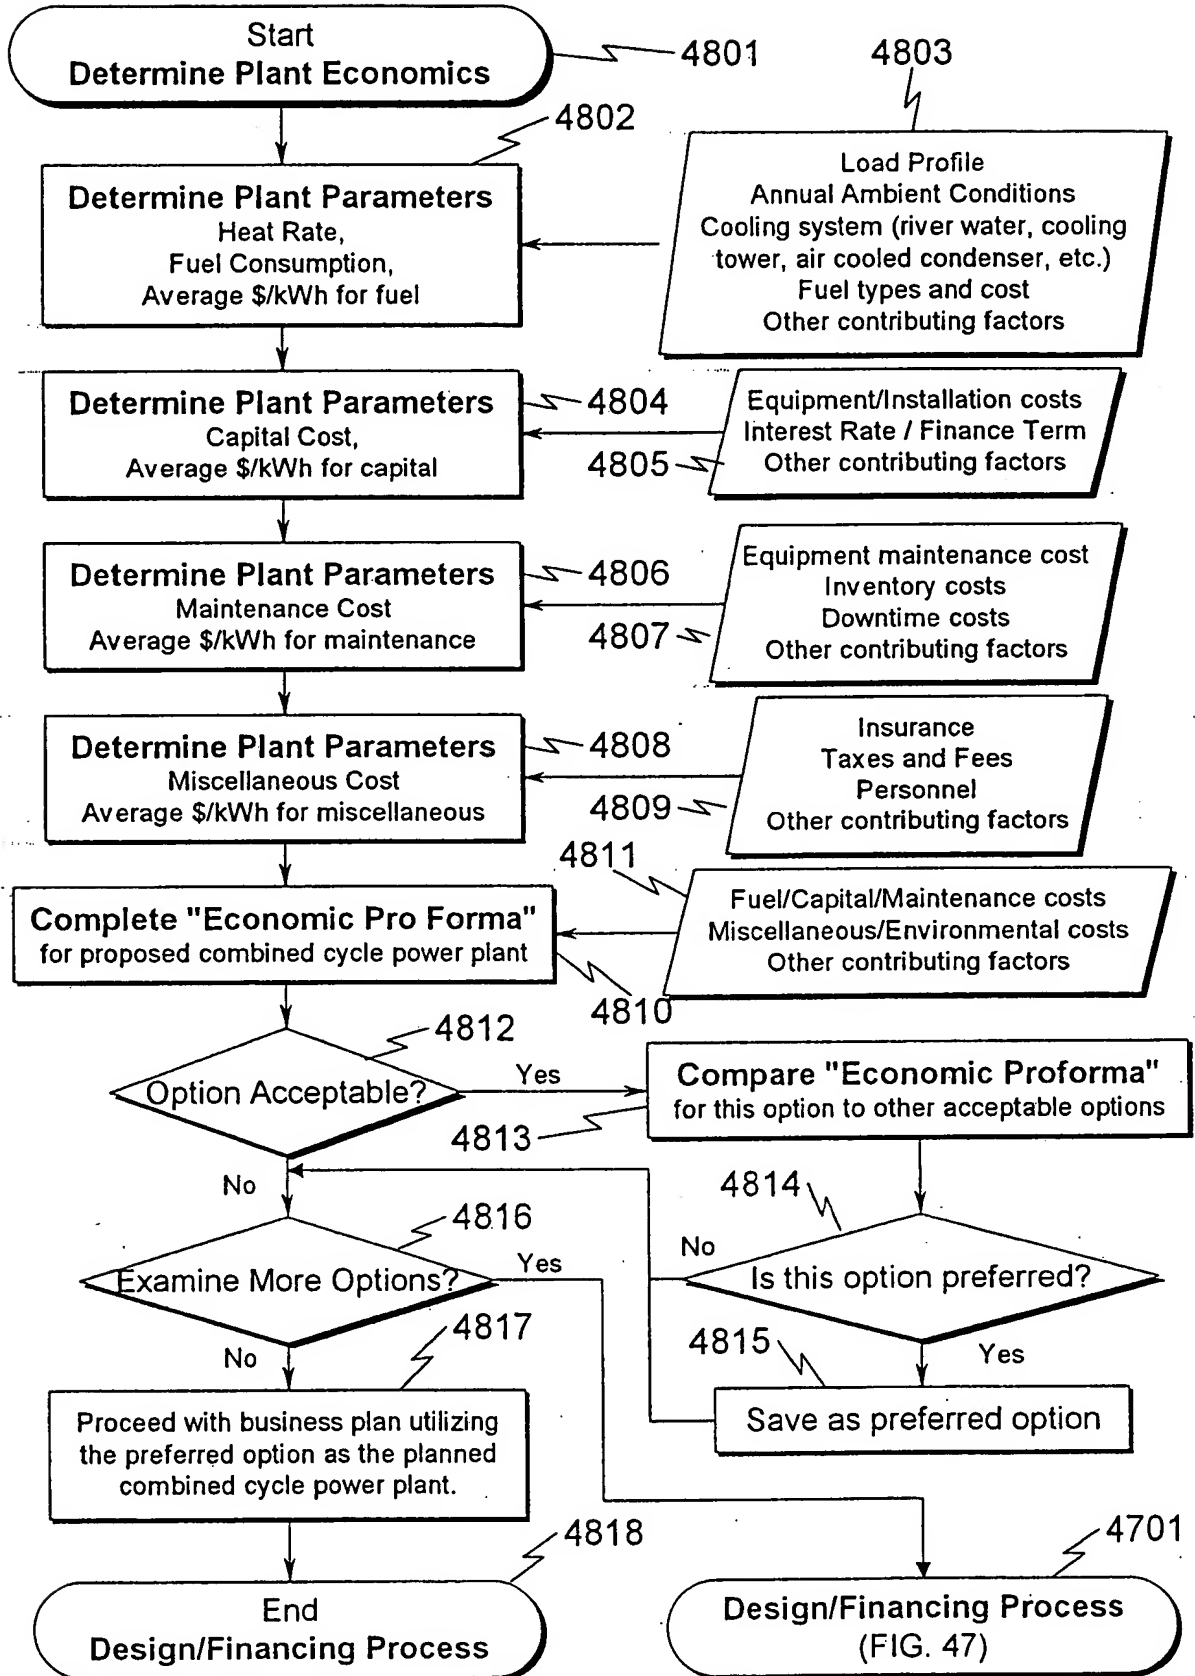 Start
Determine Plant Economics
4801
4803
4802
Determine Plant Parameters
Heat Rate,
Fuel Consumption,
Average $/kWh for fuel
Load Profile
Annual Ambient Conditions
Cooling system (river water, cooling
tower, air cooled condenser, etc.)
Fuel types and cost
Other contributing factors
Determine Plant Parameters
Capital Cost,
Average $/kWh for capital
4804
4805
Equipment/Installation costs
Interest Rate / Finance Term
Other contributing factors
Determine Plant Parameters
Maintenance Cost
Average $/kWh for maintenance
4806
4807
Equipment maintenance cost
Inventory costs
Downtime costs
Other contributing factors
Determine Plant Parameters
Miscellaneous Cost
Average $/kWh for miscellaneous
4808
4809
Insurance
Taxes and Fees
Personnel
Other contributing factors
4811
Complete "Economic Pro Forma"
for proposed combined cycle power plant
Fuel/Capital/Maintenance costs
Miscellaneous/Environmental costs
Other contributing factors
4810
4812
Option Acceptable?
Yes
No
Compare "Economic Proforma"
for this option to other acceptable options
4813
4814
Is this option preferred?
No
Yes
4816
Examine More Options?
Yes
No
4815
Save as preferred option
4817
Proceed with business plan utilizing
the preferred option as the planned
combined cycle power plant.
4818
End
Design/Financing Process
4701
Design/Financing Process
(FIG. 47)